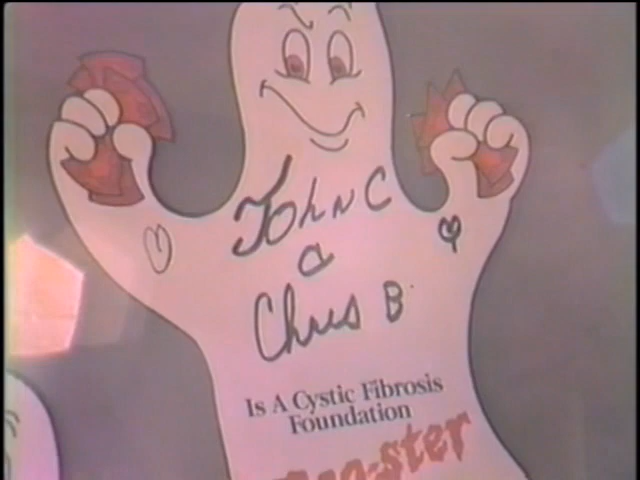 John C
a
Chris B
Is A Cystic Fibrosis
Foundation